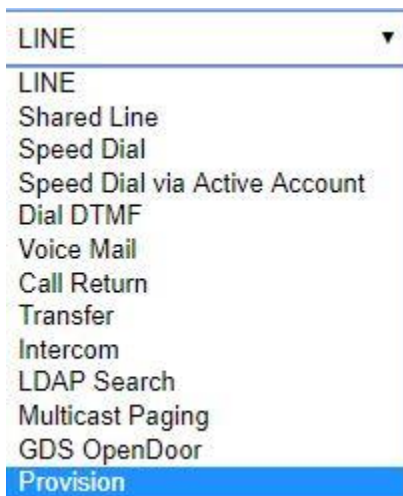 LINE
LINE
Shared Line
Speed Dial
Speed Dial via Active Account
Dial DTMF
Voice Mail
Call Return
Transfer
Intercom
LDAP Search
Multicast Paging
GDS OpenDoor
Provision